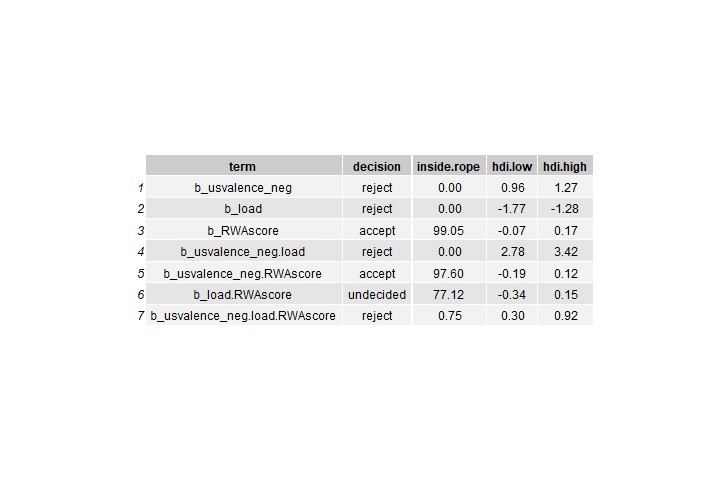 term decision inside.rope hdi.low hdi.high
1 b_usvalence_neg reject 0.00 0.96 1.27
2 b_load reject 0.00 -1.77 -1.28
3 b_RWAscore accept 99.05 -0.07 0.17
4 b_usvalence_neg.load reject 0.00 2.78 3.42
5 b_usvalence_neg.RWAscore accept 97.60 -0.19 0.12
6 b_load.RWAscore undecided 77.12 -0.34 0.15
7 b_usvalence_neg.load.RWAscore reject 0.75 0.30 0.92